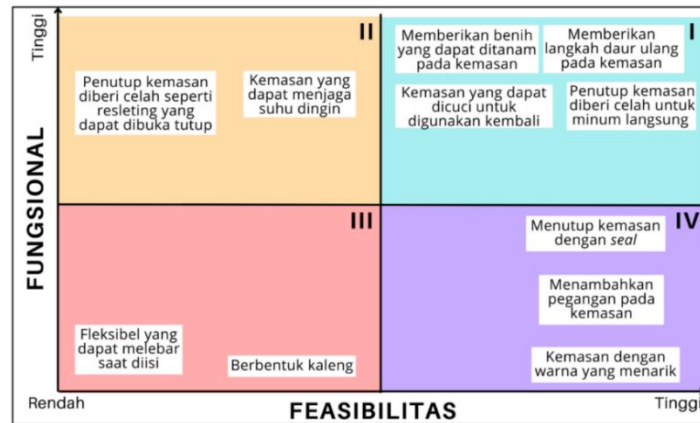 Tinggi
FUNGSIONAL
II
Penutup kemasan
diberi celah seperti
resleting yang
dapat dibuka tutup
Kemasan yang
dapat menjaga
suhu dingin
I
Memberikan benih
yang dapat ditanam
pada kemasan
Memberikan
langkah daur ulang
pada kemasan
Kemasan yang dapat
dicuci untuk
digunakan kembali
Penutup kemasan
diberi celah untuk
minum langsung
III
Fleksibel yang
dapat melebar
saat diisi
Berbentuk kaleng
IV
Menutup kemasan
dengan seal
Menambahkan
pegangan pada
kemasan
Kemasan dengan
warna yang menarik
Rendah
FEASIBILITAS
Tinggi